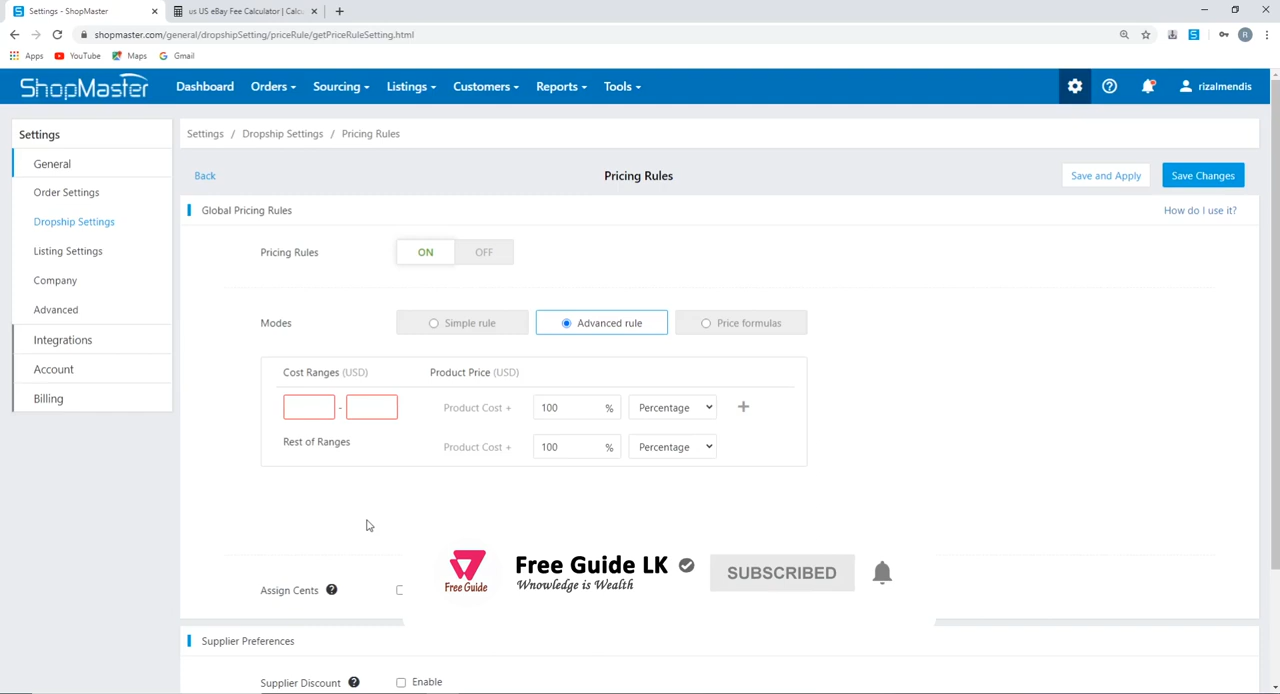 Settings - ShopMaster
us US eBay Fee Calculator | Calcu
shopmaster.com/general/dropshipSetting/priceRule/getPriceRuleSetting.html
R
Apps YouTube Maps Gmail
ShopMaster Dashboard Orders Sourcing Listings Customers Reports Tools rizalmendis
Settings
General
Order Settings
Dropship Settings
Listing Settings
Company
Advanced
Integrations
Account
Billing
Settings / Dropship Settings / Pricing Rules
Back Pricing Rules Save and Apply Save Changes
Global Pricing Rules How do I use it?
Pricing Rules ON OFF
Modes Simple rule Advanced rule Price formulas
Cost Ranges (USD) Product Price (USD)
- Product Cost + 100 % Percentage +
Rest of Ranges Product Cost + 100 % Percentage
Free Guide
Free Guide LK
Wnowledge is Wealth
SUBSCRIBED
Assign Cents
Supplier Preferences
Supplier Discount Enable